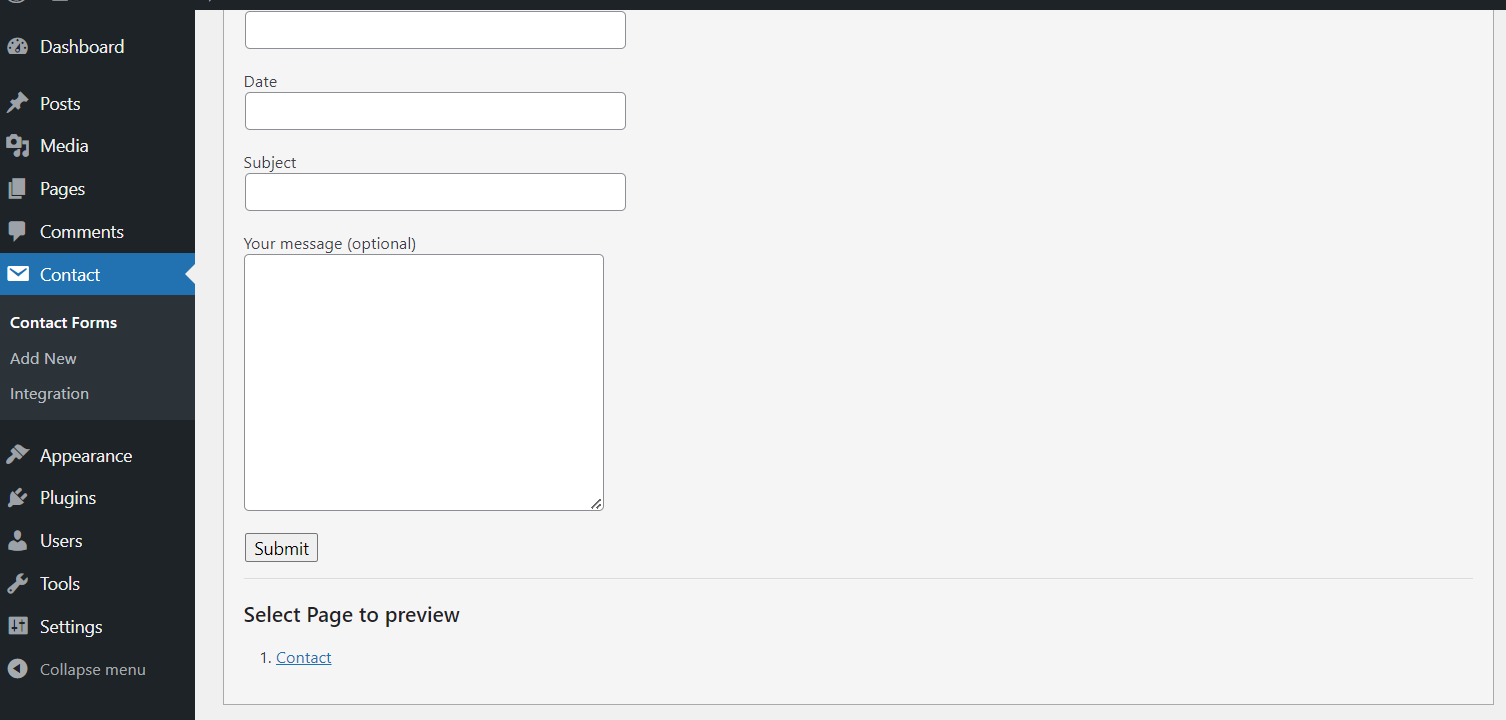 Dashboard
Posts
Media
Pages
Comments
Contact
Contact Forms
Add New
Integration
Appearance
Plugins
Users
Tools
Settings
Collapse menu
Date
Subject
Your message (optional)
Submit
Select Page to preview
1. Contact